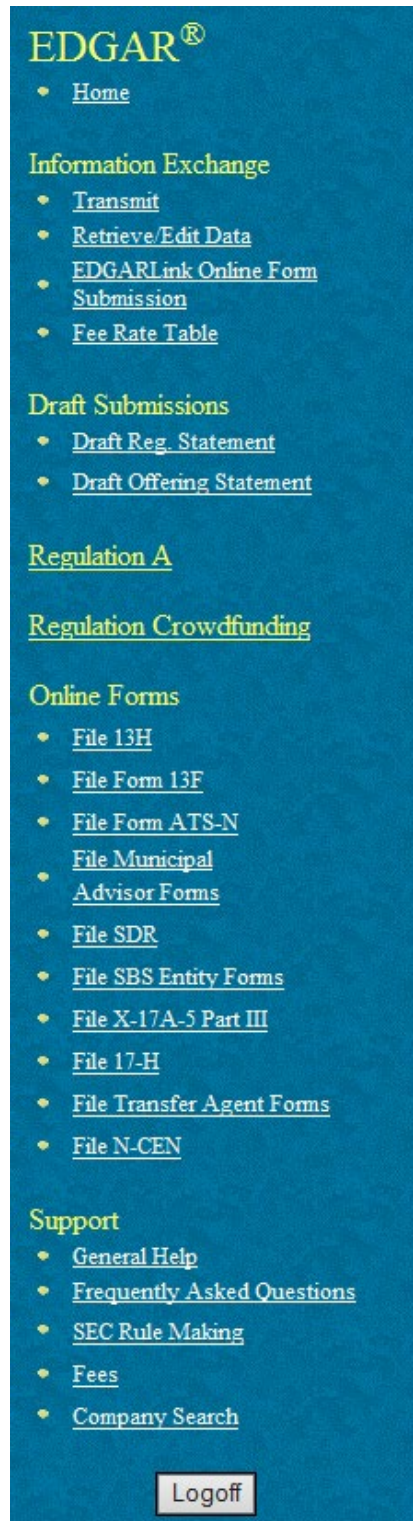 EDGAR®
Home
Information Exchange
Transmit
Retrieve/Edit Data
EDGARLink Online Form
Submission
Fee Rate Table
Draft Submissions
Draft Reg. Statement
Draft Offering Statement
Regulation A
Regulation Crowdfunding
Online Forms
File 13H
File Form 13F
File Form ATS-N
File Municipal
Advisor Forms
File SDR
File SBS Entity Forms
File X-17A-5 Part III
File 17-H
File Transfer Agent Forms
File N-CEN
Support
General Help
Frequently Asked Questions
SEC Rule Making
Fees
Company Search
Logoff